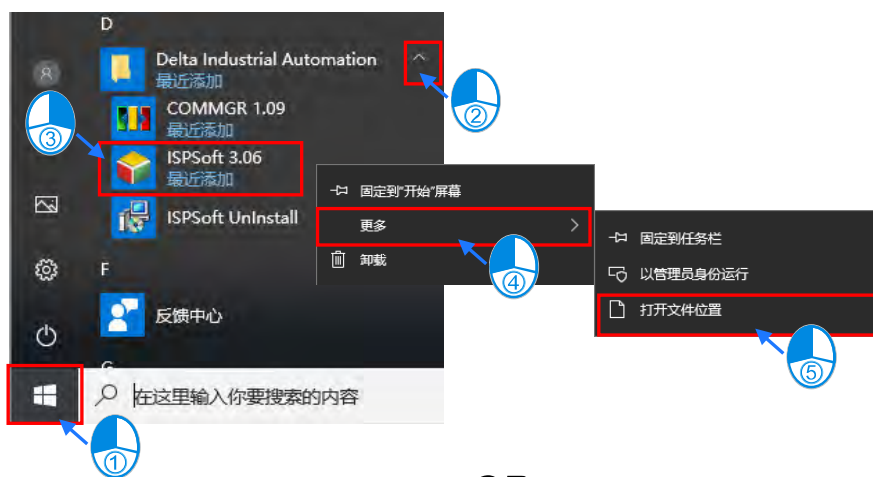 D
Delta Industrial Automation
最近添加
②
COMMGR 1.09
最近添加
③
ISPSoft 3.06
最近添加
固定到"开始"屏幕
ISPSoft UnInstall
更多
固定到任务栏
卸载
④
以管理员身份运行
F
打开文件位置
反馈中心
⑤
在这里输入你要搜索的内容
①